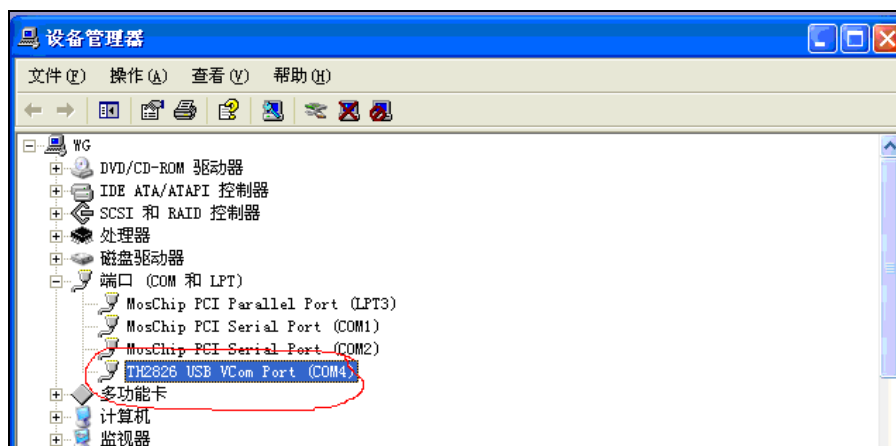 设备管理器
文件(F) 操作(A) 查看(V) 帮助(H)
WG
DVD/CD-ROM 驱动器
IDE ATA/ATAPI 控制器
SCSI 和 RAID 控制器
处理器
磁盘驱动器
端口 (COM 和 LPT)
MosChip PCI Parallel Port (LPT3)
MosChip PCI Serial Port (COM1)
MosChip PCI Serial Port (COM2)
TH2826 USB VCom Port (COM4)
多功能卡
计算机
监视器